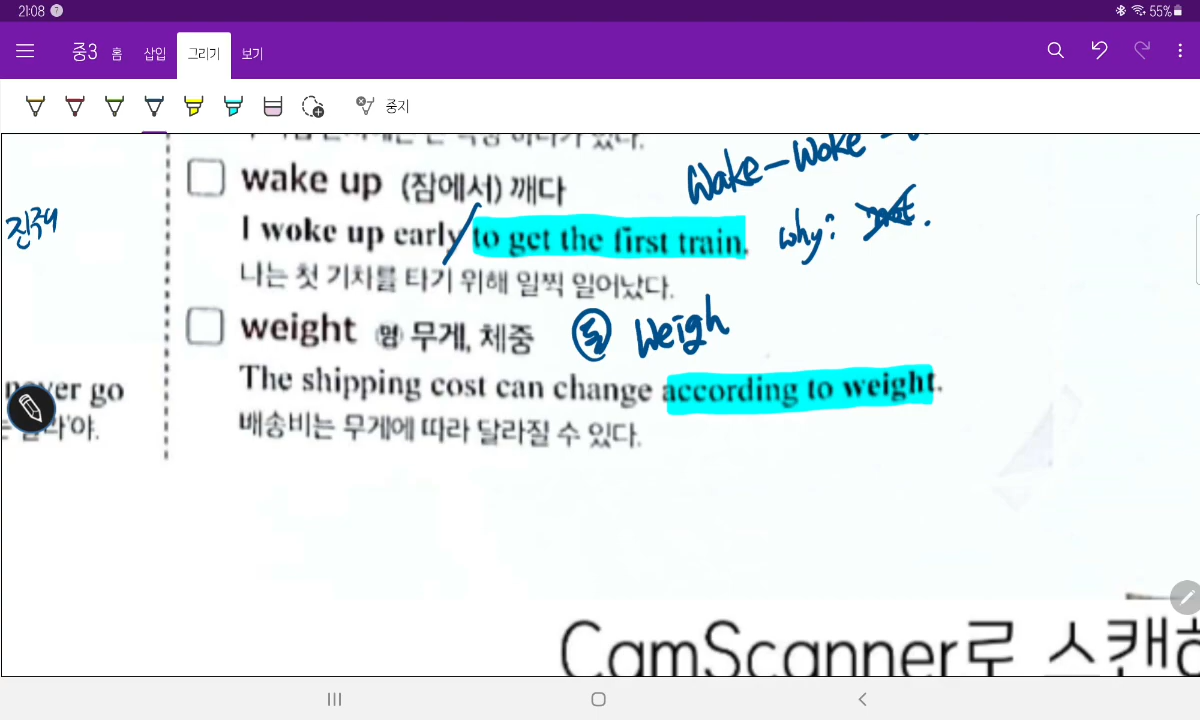 21:08
55%
중3 홈 삽입 그리기 보기
중지
wake up (잠에서) 깨다
Wake - Woke -
I woke up early to get the first train.
why:
진주어
나는 첫 기차를 타기 위해 일찍 일어났다.
weight 명 무게, 체중
동 Weigh
The shipping cost can change according to weight.
never go
배송비는 무게에 따라 달라질 수 있다.
CamScanner로 스캔하